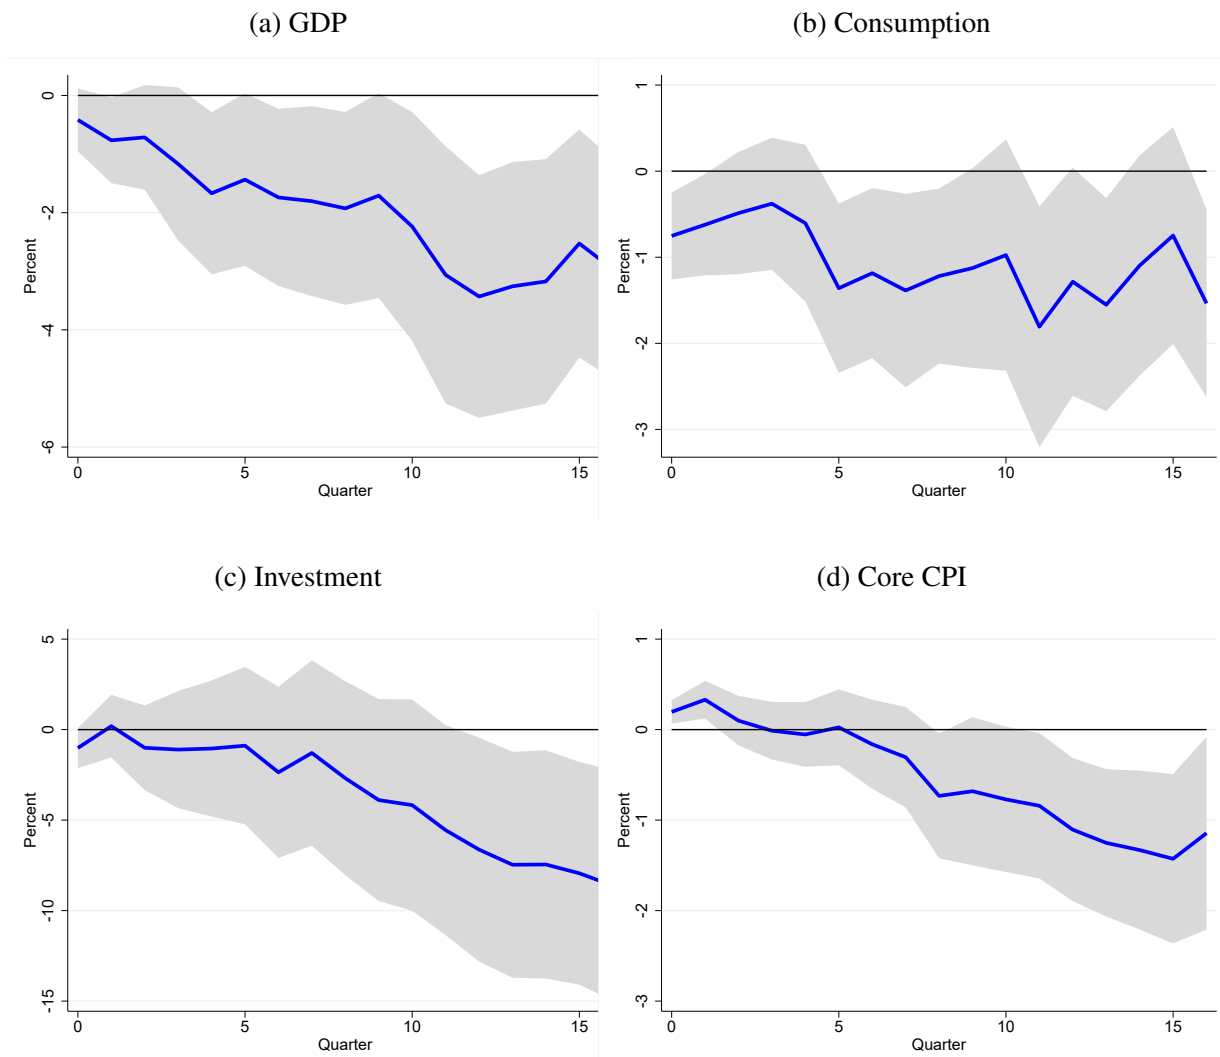 (a) GDP
0
-2
-4
-6
Percent
0 5 10 15
Quarter
(b) Consumption
1
0
-1
-2
-3
Percent
0 5 10 15
Quarter
(c) Investment
5
0
-5
-10
-15
Percent
0 5 10 15
Quarter
(d) Core CPI
1
0
-1
-2
-3
Percent
0 5 10 15
Quarter